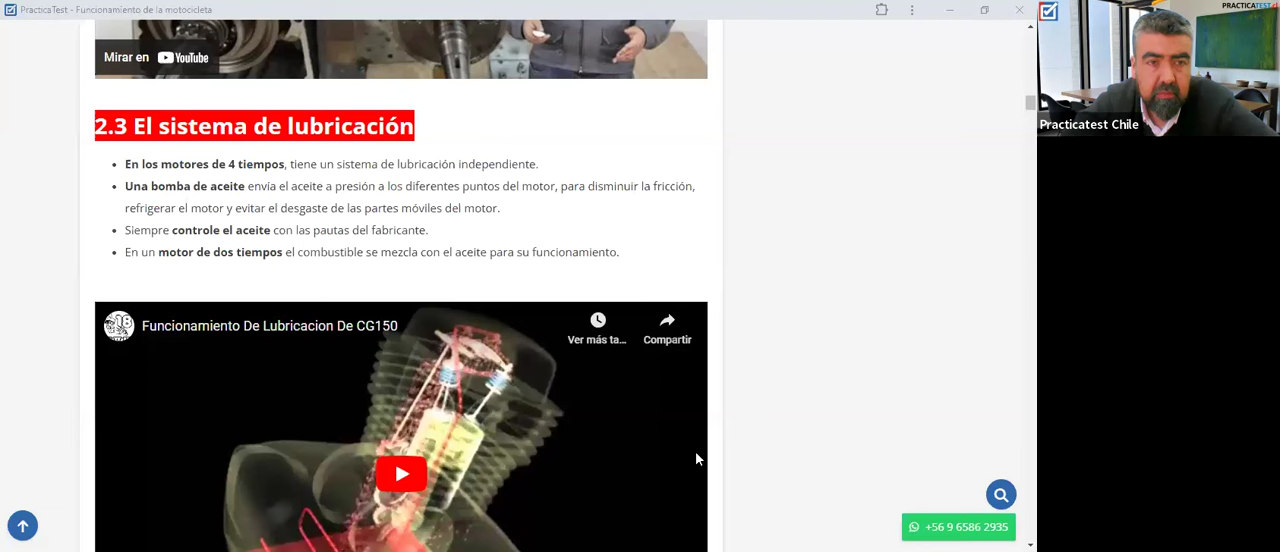 PracticaTest - Funcionamiento de la motocicleta
PRACTICATEST.cl
Mirar en YouTube
Practicatest Chile
2.3 El sistema de lubricación
En los motores de 4 tiempos, tiene un sistema de lubricación independiente.
Una bomba de aceite envía el aceite a presión a los diferentes puntos del motor, para disminuir la fricción,
refrigerar el motor y evitar el desgaste de las partes móviles del motor.
Siempre controle el aceite con las pautas del fabricante.
En un motor de dos tiempos el combustible se mezcla con el aceite para su funcionamiento.
18
Funcionamiento De Lubricacion De CG150
Ver más ta...
Compartir
+56 9 6586 2935